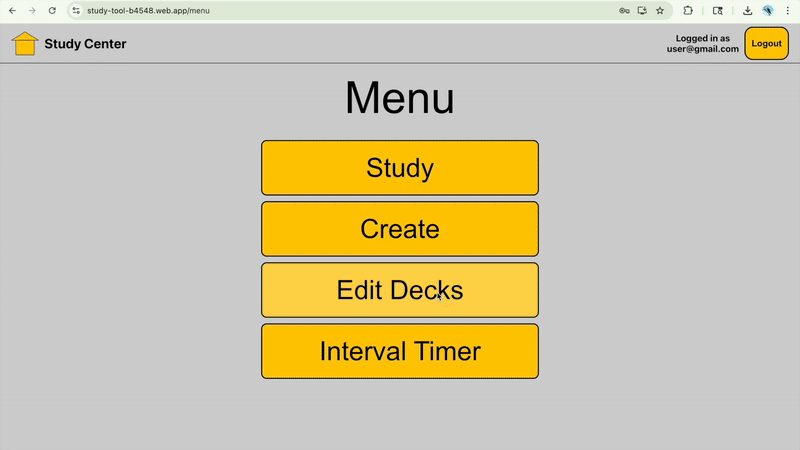 study-tool-b4548.web.app/menu
Study Center
Logged in as
user@gmail.com
Logout
Menu
Study
Create
Edit Decks
Interval Timer